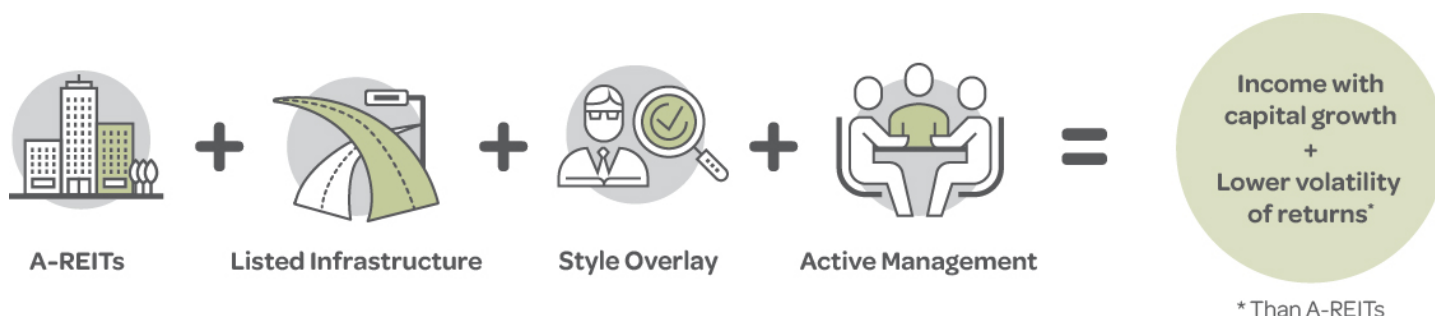 A-REITs
+
Listed Infrastructure
+
Style Overlay
+
Active Management
=
Income with
capital growth
+
Lower volatility
of returns*
* Than A-REITs